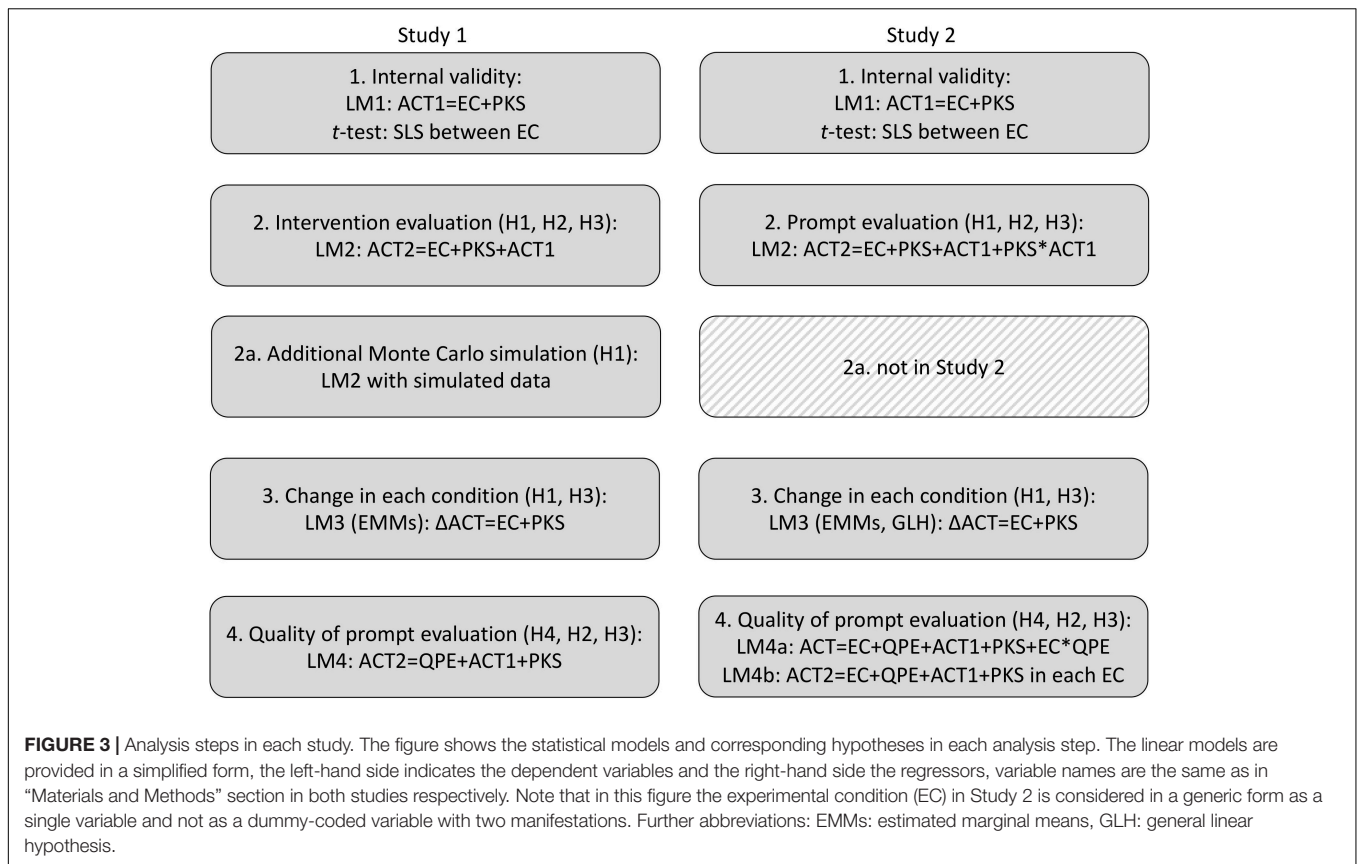 Study 1
1. Internal validity:
LM1: ACT1=EC+PKS
t-test: SLS between EC
2. Intervention evaluation (H1, H2, H3):
LM2: ACT2=EC+PKS+ACT1
2a. Additional Monte Carlo simulation (H1):
LM2 with simulated data
3. Change in each condition (H1, H3):
LM3 (EMMs): ΔACT=EC+PKS
4. Quality of prompt evaluation (H4, H2, H3):
LM4: ACT2=QPE+ACT1+PKS
Study 2
1. Internal validity:
LM1: ACT1=EC+PKS
t-test: SLS between EC
2. Prompt evaluation (H1, H2, H3):
LM2: ACT2=EC+PKS+ACT1+PKS*ACT1
2a. not in Study 2
3. Change in each condition (H1, H3):
LM3 (EMMs, GLH): ΔACT=EC+PKS
4. Quality of prompt evaluation (H4, H2, H3):
LM4a: ACT=EC+QPE+ACT1+PKS+EC*QPE
LM4b: ACT2=EC+QPE+ACT1+PKS in each EC
FIGURE 3 | Analysis steps in each study. The figure shows the statistical models and corresponding hypotheses in each analysis step. The linear models are
provided in a simplified form, the left-hand side indicates the dependent variables and the right-hand side the regressors, variable names are the same as in
“Materials and Methods” section in both studies respectively. Note that in this figure the experimental condition (EC) in Study 2 is considered in a generic form as a
single variable and not as a dummy-coded variable with two manifestations. Further abbreviations: EMMs: estimated marginal means, GLH: general linear
hypothesis.